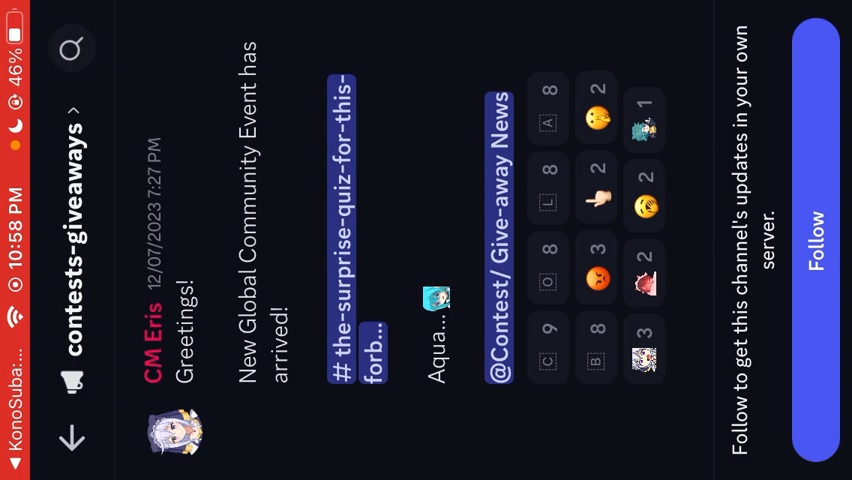 ◀ KonoSuba:... 10:58 PM 46%
contests-giveaways >
CM Eris 12/07/2023 7:27 PM
Greetings!
New Global Community Event has
arrived!
# the-surprise-quiz-for-this-
forb...
Aqua...
@Contest/ Give-away News
C 9 O 8 L 8 A 8
B 8 3 2 2
3 2 2 1
Follow to get this channel's updates in your own
server.
Follow